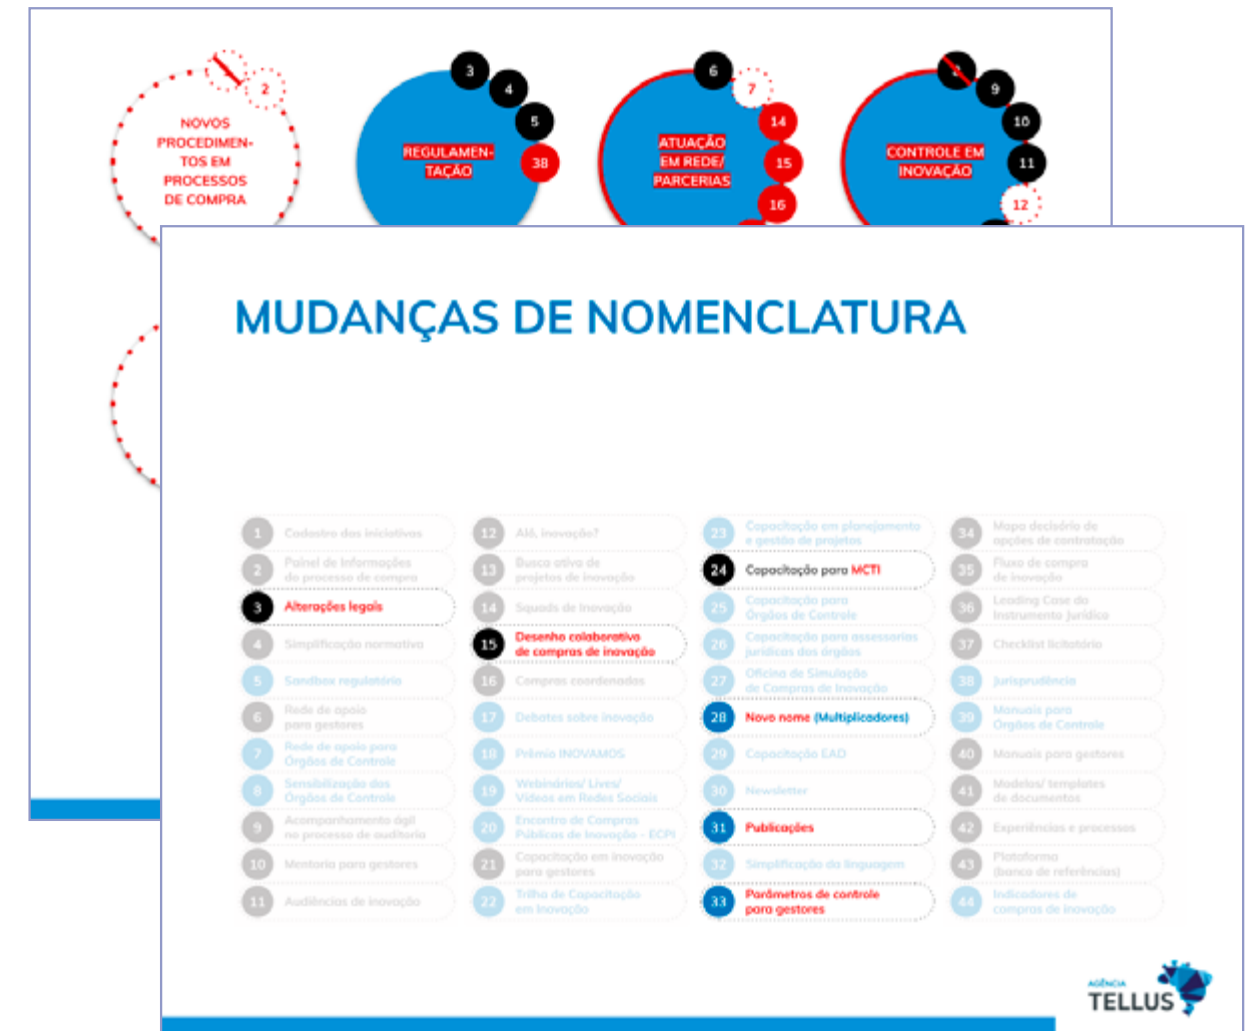 1
2
NOVOS
PROCEDIMEN-
TOS EM
PROCESSOS
DE COMPRA
3
4
5
38
REGULAMEN-
TAÇÃO
6
7
14
15
16
ATUAÇÃO
EM REDE/
PARCERIAS
9
10
11
12
CONTROLE EM
INOVAÇÃO
MUDANÇAS DE NOMENCLATURA
1 Cadastro das iniciativas
2 Painel de Informações
do processo de compra
3 Alterações legais
4 Simplificação normativa
5 Sandbox regulatório
6 Rede de apoio
para gestores
7 Rede de apoio para
Órgãos de Controle
8 Sensibilização dos
Órgãos de Controle
9 Acompanhamento ágil
no processo de auditoria
10 Mentoria para gestores
11 Audiências de inovação
12 Alô, inovação?
13 Busca ativa de
projetos de inovação
14 Squads de Inovação
15 Desenho colaborativo
de compras de inovação
16 Compras coordenadas
17 Debates sobre inovação
18 Prêmio INOVAMOS
19 Webinários/ Lives/
Vídeos em Redes Sociais
20 Encontro de Compras
Públicas de Inovação - ECPI
21 Capacitação em inovação
para gestores
22 Trilha de Capacitação
em Inovação
23 Capacitação em planejamento
e gestão de projetos
24 Capacitação para MCTI
25 Capacitação para
Órgãos de Controle
26 Capacitação para assessorias
jurídicas dos órgãos
27 Oficina de Simulação
de Compras de Inovação
28 Novo nome (Multiplicadores)
29 Capacitação EAD
30 Newsletter
31 Publicações
32 Simplificação da linguagem
33 Parâmetros de controle
para gestores
34 Mapa decisório de
opções de contratação
35 Fluxo de compra
de inovação
36 Leading Case do
Instrumento Jurídico
37 Checklist licitatório
38 Jurisprudência
39 Manuais para
Órgãos de Controle
40 Manuais para gestores
41 Modelos/ templates
de documentos
42 Experiências e processos
43 Plataforma
(banco de referências)
44 Indicadores de
compras de inovação
AGÊNCIA
TELLUS